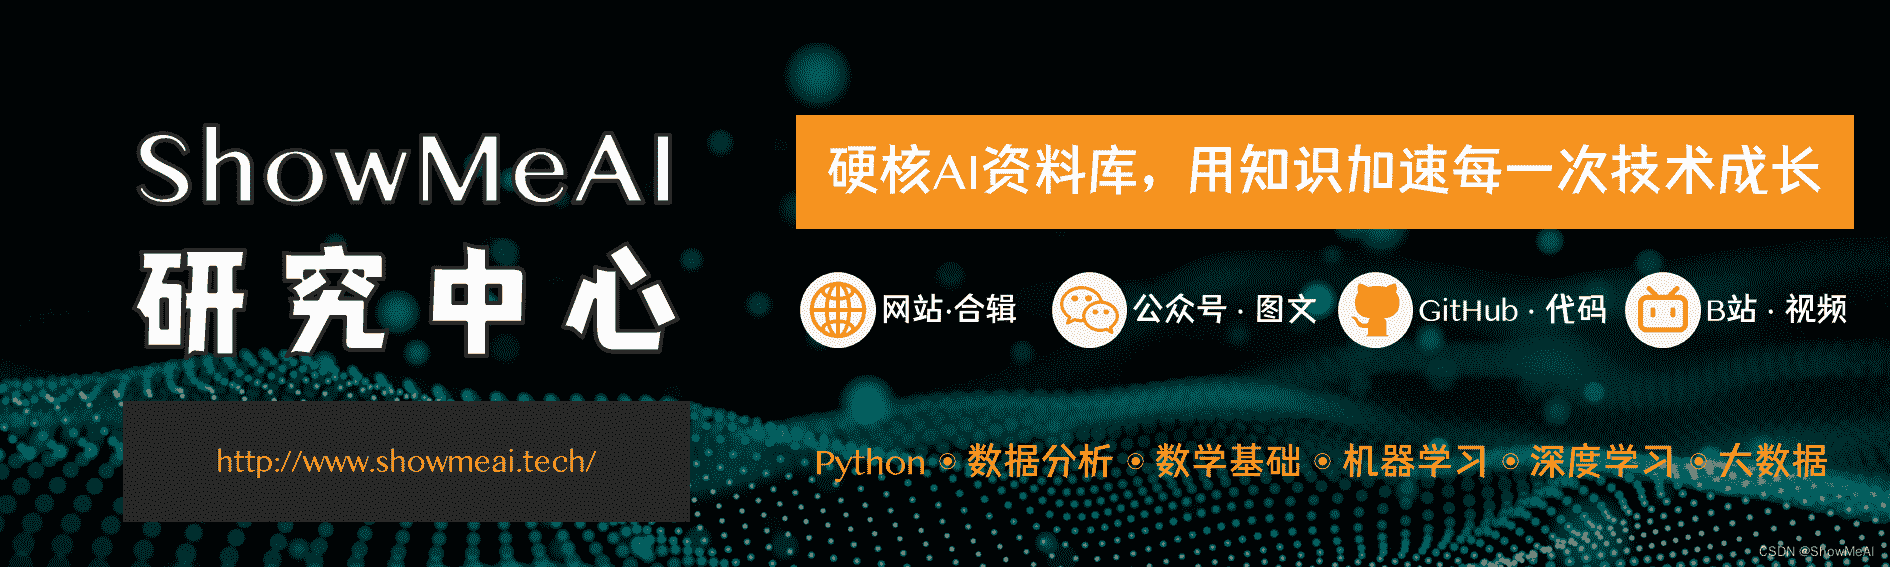 ShowMeAI
研究中心
http://www.showmeai.tech/
硬核AI资料库，用知识加速每一次技术成长
网站·合辑 公众号 · 图文 GitHub · 代码 B站 · 视频
Python ◉ 数据分析 ◉ 数学基础 ◉ 机器学习 ◉ 深度学习 ◉ 大数据
CSDN @ShowMeAI